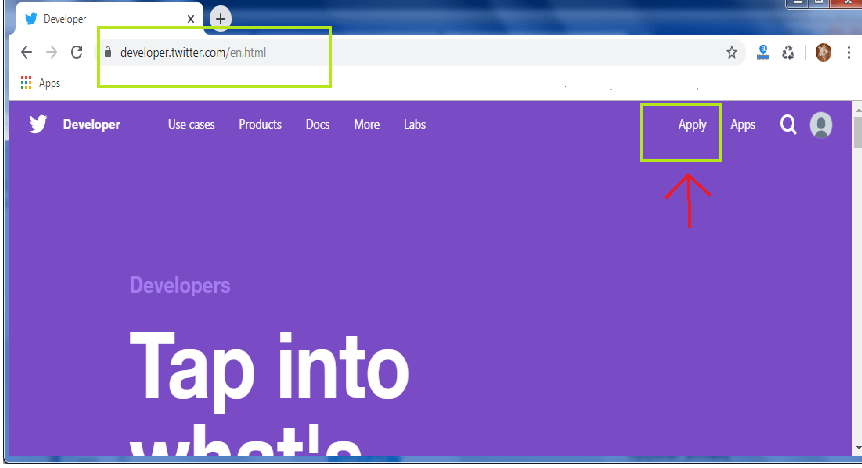 Developer x +
developer.twitter.com/en.html
Apps
Developer Use cases Products Docs More Labs Apply Apps
Developers
Tap into
what's